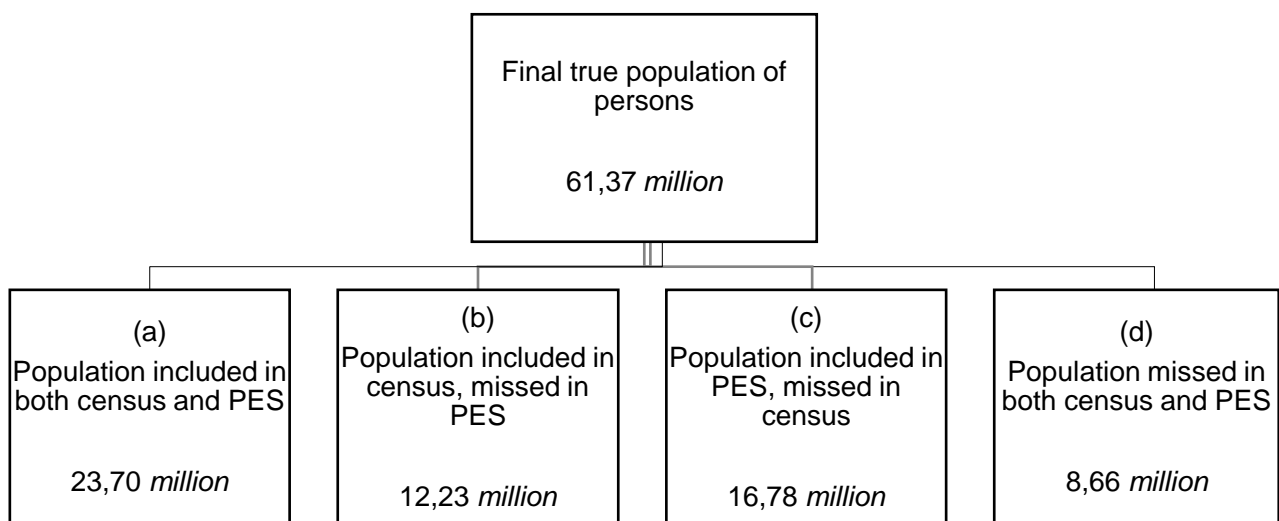 Final true population of
persons
61,37 million
(a)
Population included in
both census and PES
23,70 million
(b)
Population included in
census, missed in
PES
12,23 million
(c)
Population included in
PES, missed in
census
16,78 million
(d)
Population missed in
both census and PES
8,66 million